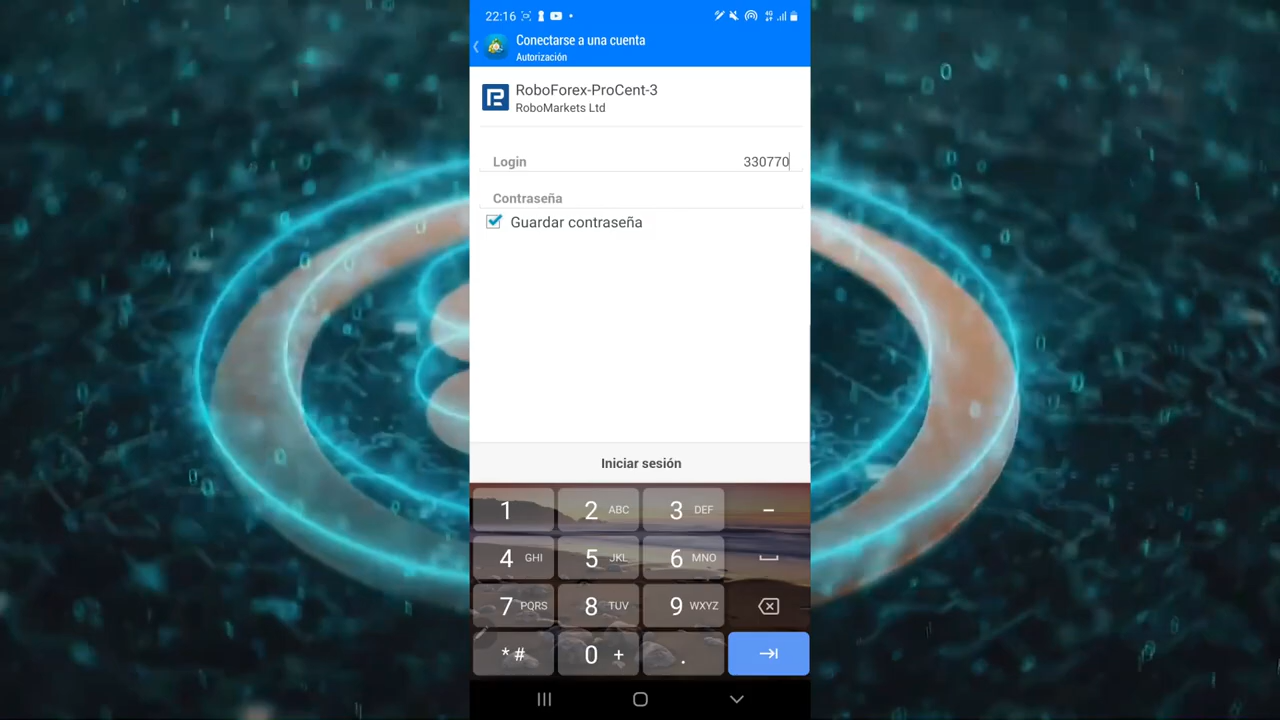 22:16
Conectarse a una cuenta
Autorización
RoboForex-ProCent-3
RoboMarkets Ltd
Login 330770
Contraseña
Guardar contraseña
Iniciar sesión
1 2 ABC 3 DEF -
4 GHI 5 JKL 6 MNO
7 PQRS 8 TUV 9 WXYZ
*# 0 + .